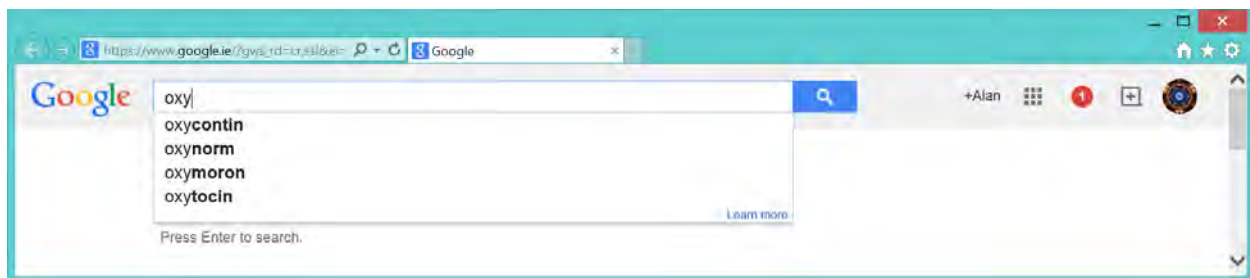 https://www.google.ie/?gws_rd=cr,ssl&ei= Google
Google oxy +Alan 1
oxycontin
oxynorm
oxymoron
oxytocin
Learn more
Press Enter to search.